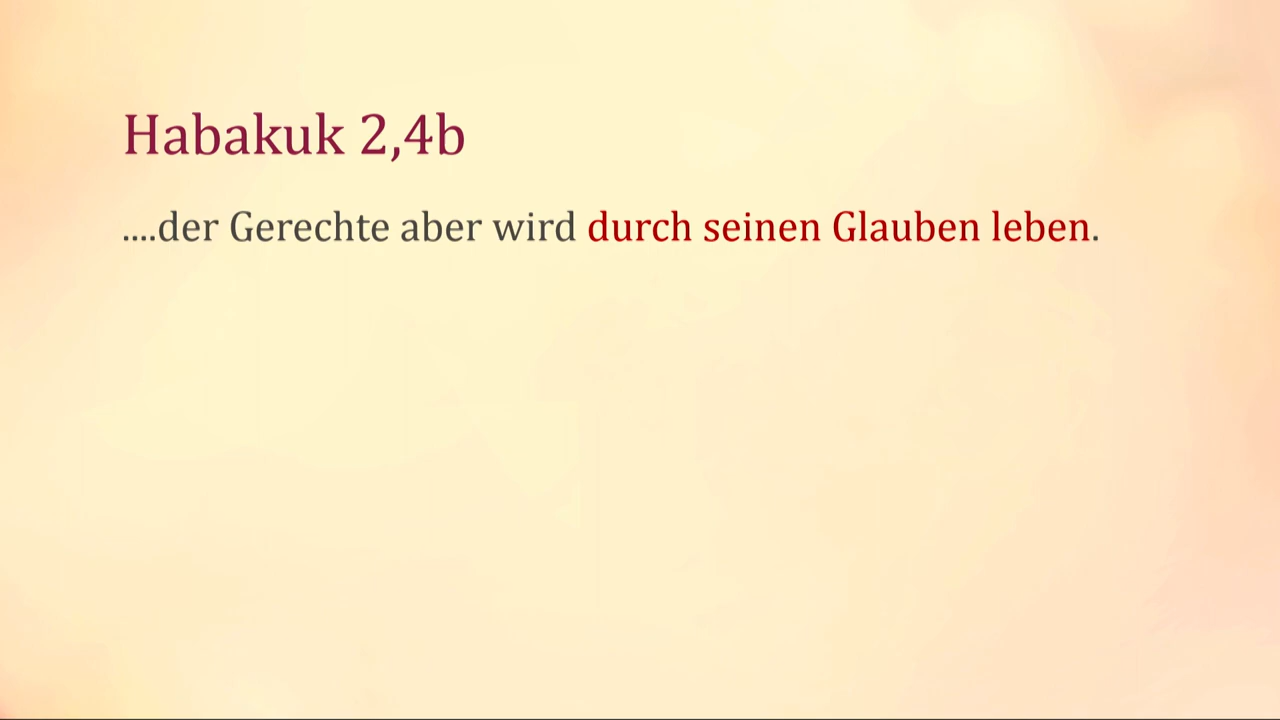 Habakuk 2,4b
....der Gerechte aber wird durch seinen Glauben leben.